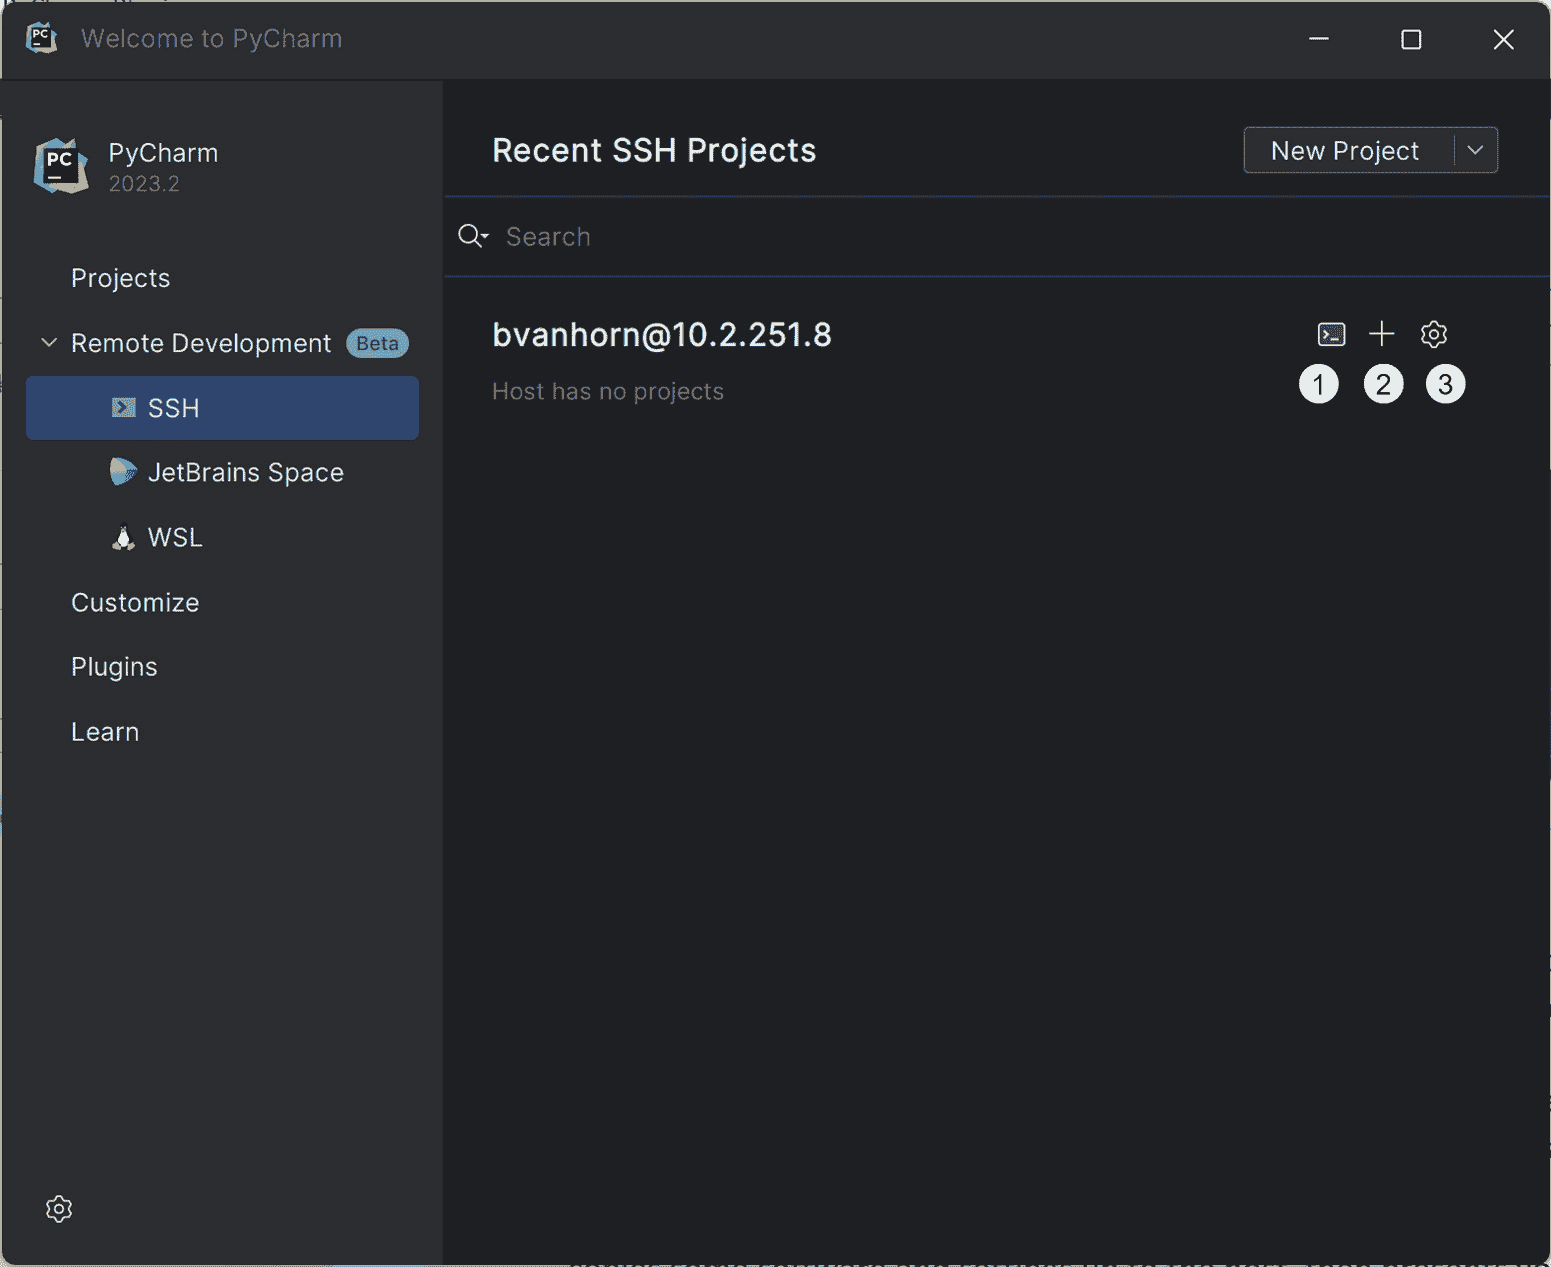 Welcome to PyCharm
PyCharm
2023.2
Projects
Remote Development Beta
SSH
JetBrains Space
WSL
Customize
Plugins
Learn
Recent SSH Projects
New Project
Search
bvanhorn@10.2.251.8
Host has no projects
1 2 3